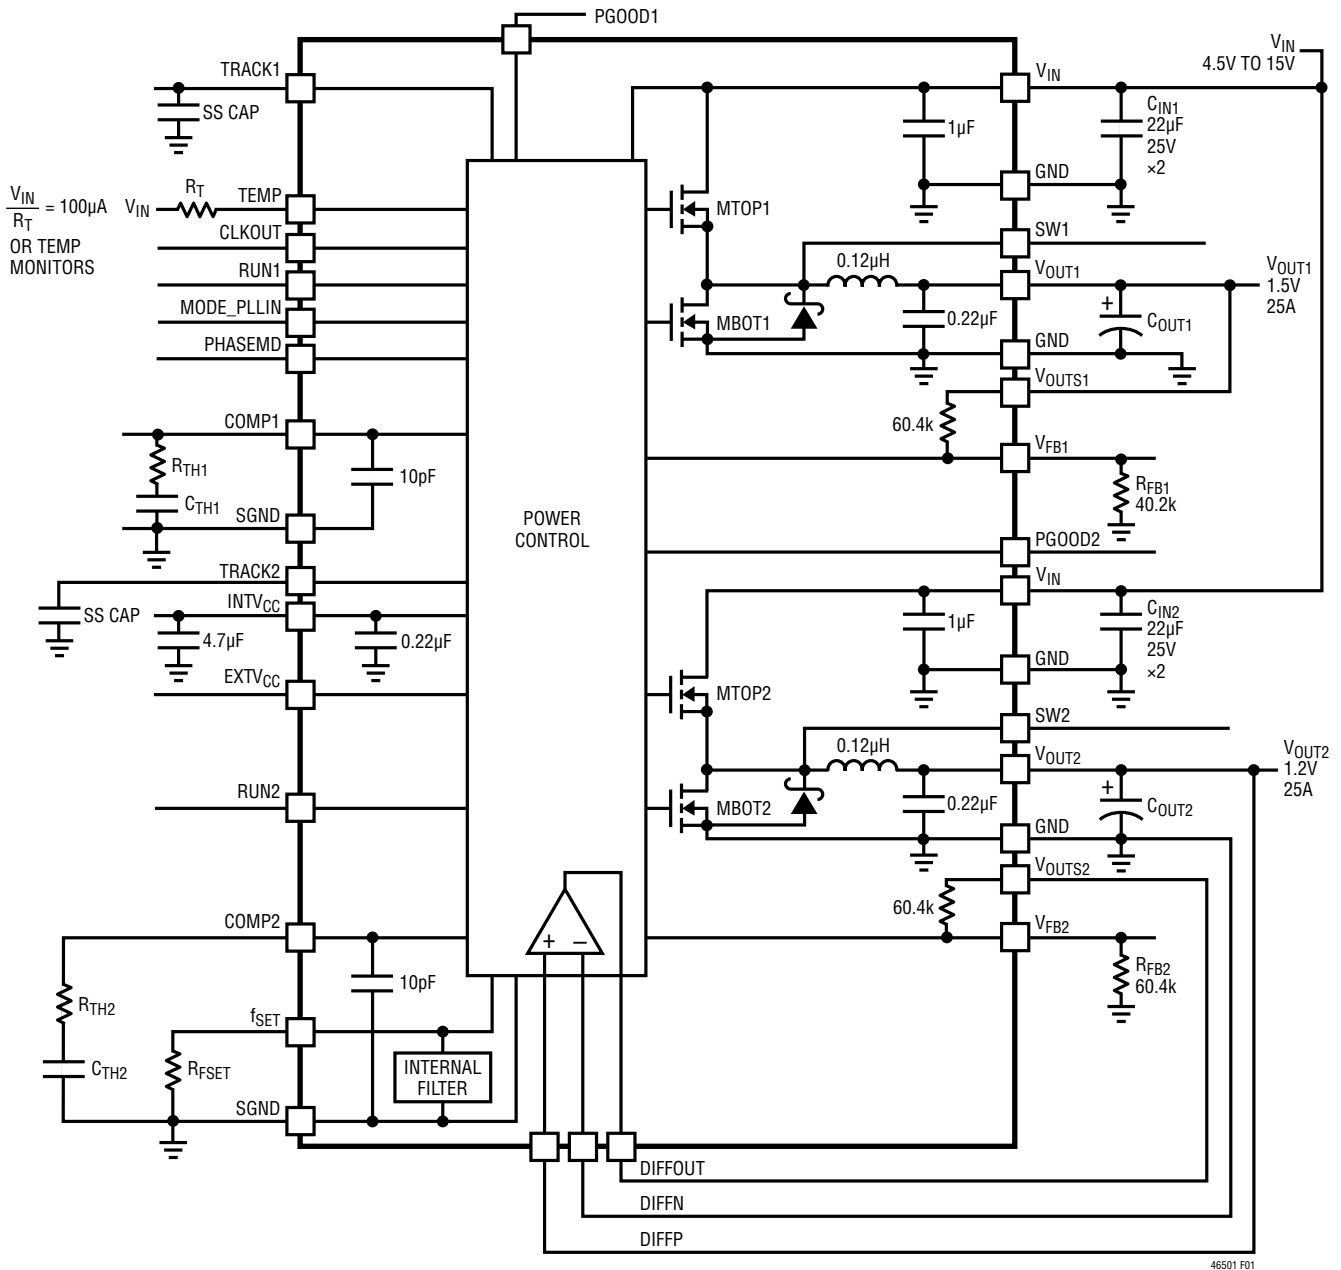 PGOOD1
TRACK1
SS CAP
VIN
4.5V TO 15V
VIN
1µF
CIN1
22µF
25V
×2
GND
VIN
RT
= 100µA
OR TEMP
MONITORS
VIN
RT
TEMP
CLKOUT
RUN1
MODE_PLLIN
PHASEMD
MTOP1
SW1
0.12µH
VOUT1
VOUT1
1.5V
25A
MBOT1
0.22µF
+
COUT1
GND
VOUTS1
60.4k
VFB1
RFB1
40.2k
COMP1
RTH1
CTH1
10pF
SGND
POWER
CONTROL
PGOOD2
TRACK2
SS CAP
INTVCC
4.7µF
0.22µF
EXTVCC
VIN
1µF
CIN2
22µF
25V
×2
GND
MTOP2
SW2
0.12µH
VOUT2
VOUT2
1.2V
25A
RUN2
MBOT2
0.22µF
+
COUT2
GND
VOUTS2
60.4k
VFB2
RFB2
60.4k
COMP2
+ –
10pF
RTH2
CTH2
fSET
RFSET
INTERNAL
FILTER
SGND
DIFFOUT
DIFFN
DIFFP
46501 F01